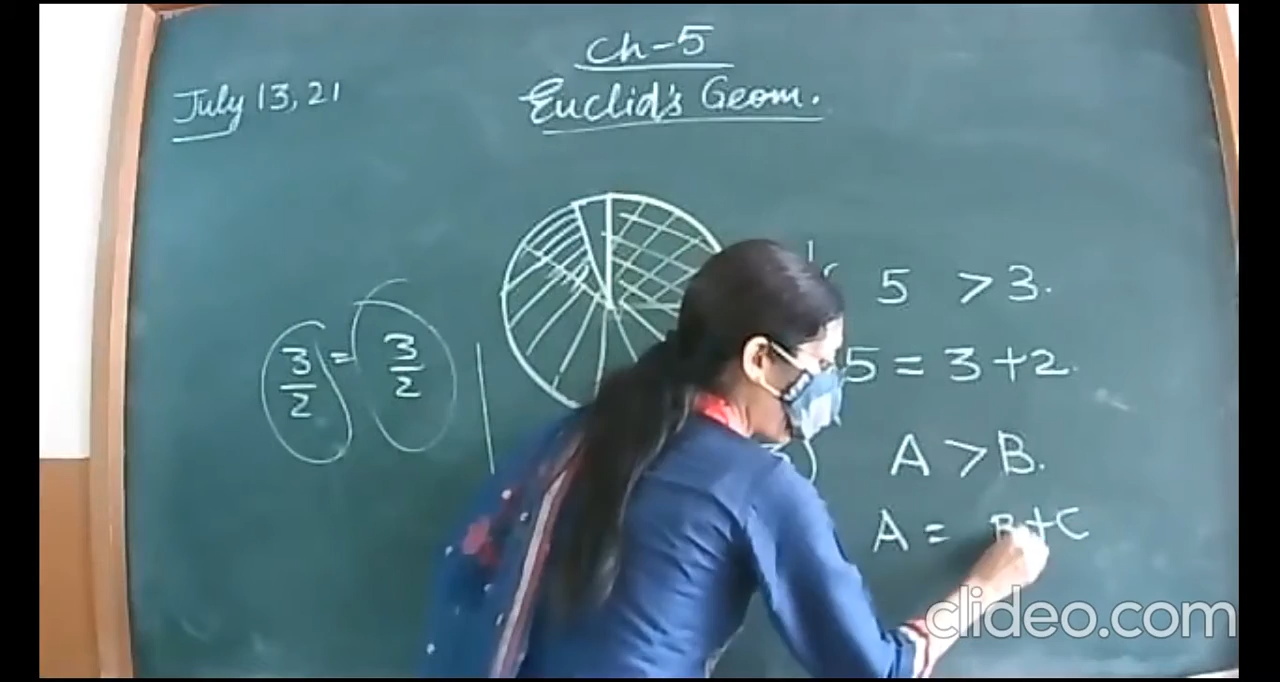 Ch-5
July 13, 21
Euclid's Geom.
5 > 3.
3/2 = 3/2
5 = 3+2.
A > B.
A = B+C
clideo.com